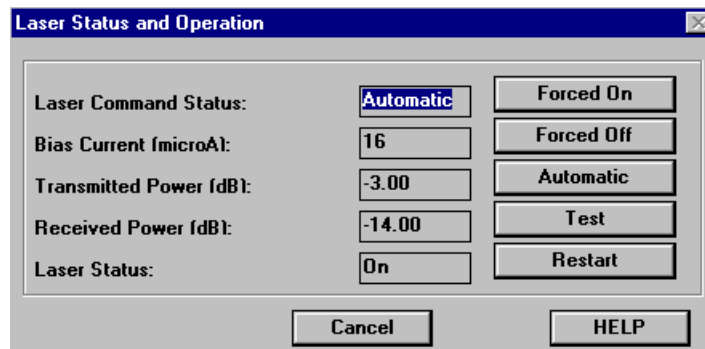 Laser Status and Operation
Laser Command Status: Automatic Forced On
Bias Current (microA): 16 Forced Off
Transmitted Power (dB): -3.00 Automatic
Received Power (dB): -14.00 Test
Laser Status: On Restart
Cancel HELP